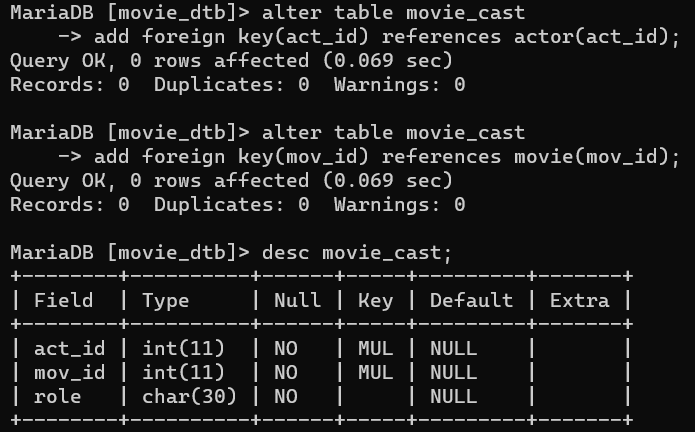 MariaDB [movie_dtb]> alter table movie_cast
    -> add foreign key(act_id) references actor(act_id);
Query OK, 0 rows affected (0.069 sec)
Records: 0  Duplicates: 0  Warnings: 0

MariaDB [movie_dtb]> alter table movie_cast
    -> add foreign key(mov_id) references movie(mov_id);
Query OK, 0 rows affected (0.069 sec)
Records: 0  Duplicates: 0  Warnings: 0

MariaDB [movie_dtb]> desc movie_cast;
+--------+----------+------+-----+---------+-------+
| Field  | Type     | Null | Key | Default | Extra |
+--------+----------+------+-----+---------+-------+
| act_id | int(11)  | NO   | MUL | NULL    |       |
| mov_id | int(11)  | NO   | MUL | NULL    |       |
| role   | char(30) | NO   |     | NULL    |       |
+--------+----------+------+-----+---------+-------+